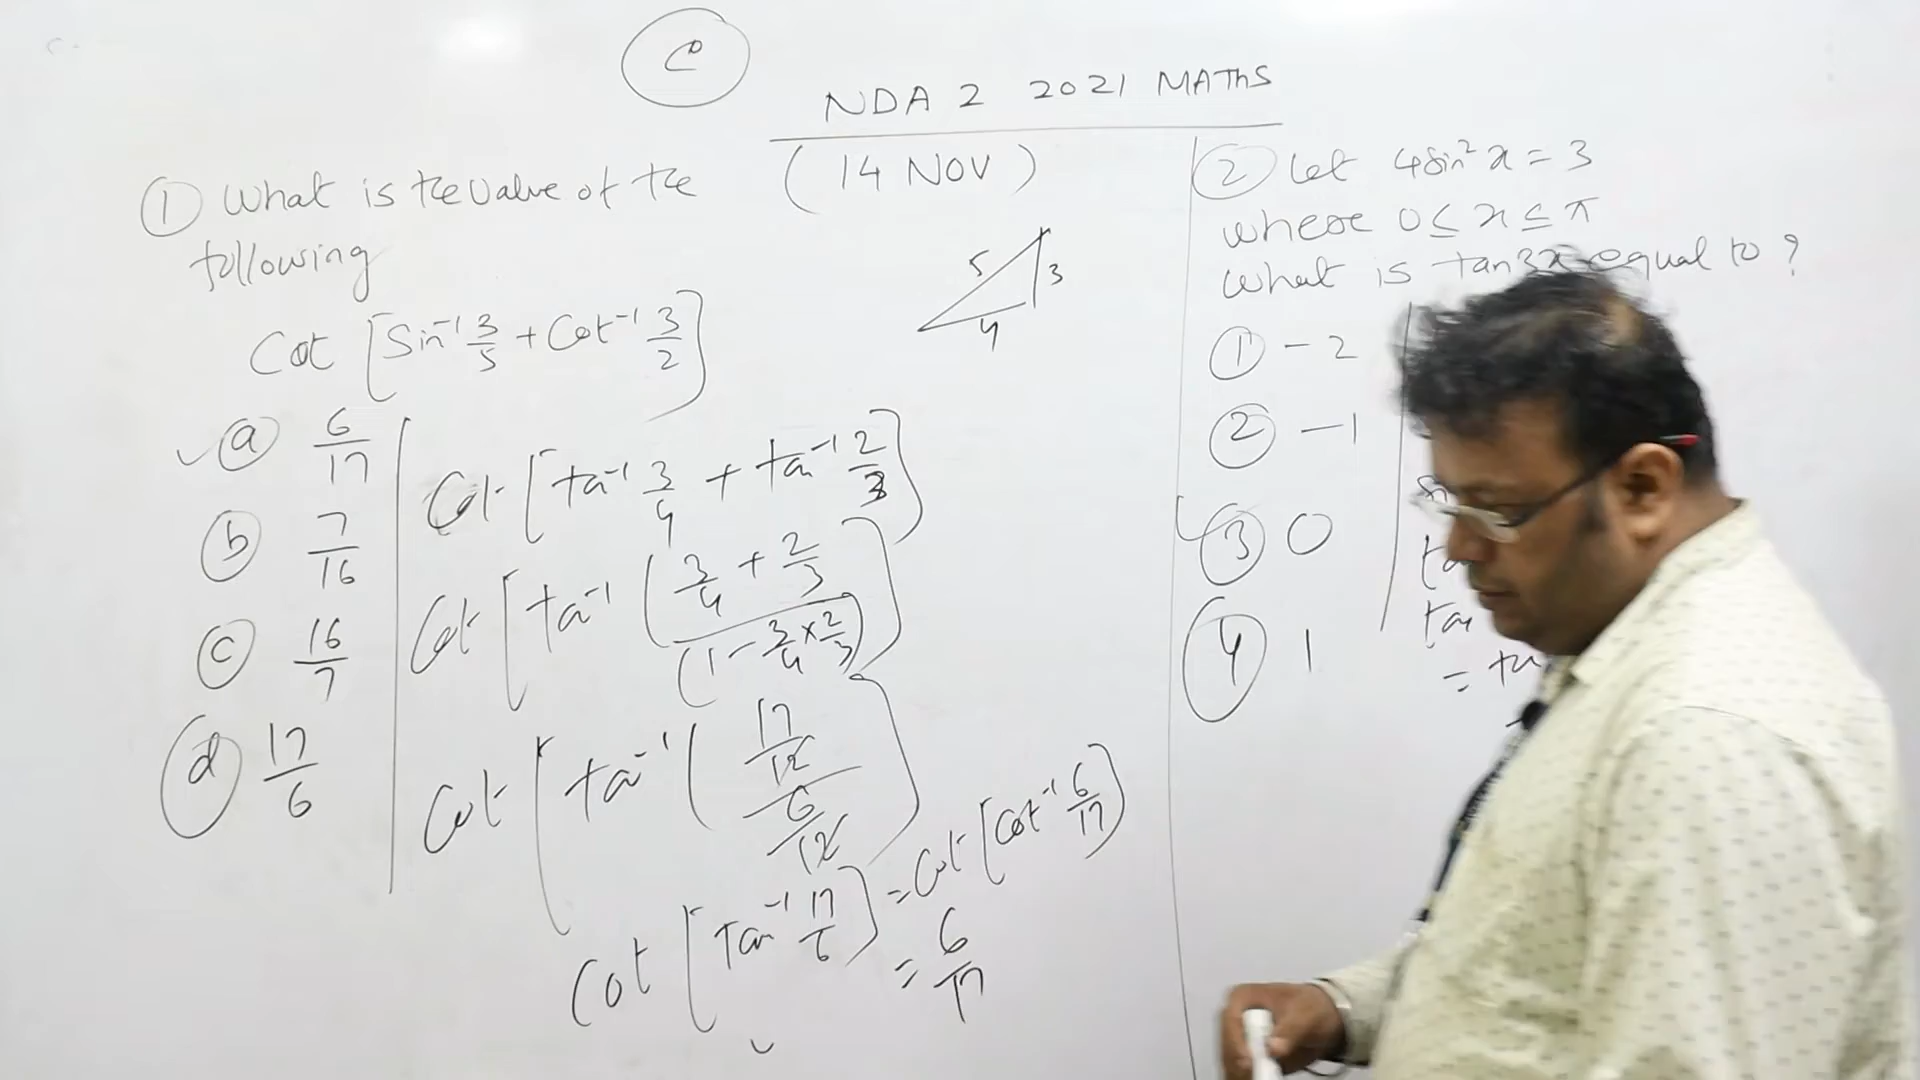 C
NDA 2 2021 MATHS
(14 NOV)
① What is the value of the
following
Cot [Sin⁻¹ 3/5 + Cot⁻¹ 3/2]
5
3
4
ⓐ 6/17
ⓑ 7/16
ⓒ 16/7
ⓓ 17/6
Cot [tan⁻¹ 3/4 + tan⁻¹ 2/3]
Cot [tan⁻¹ ((3/4 + 2/3)/(1 - 3/4 × 2/3))]
Cot [tan⁻¹ ((17/12)/(6/12))]
Cot [Tan⁻¹ 17/6] = Cot [Cot⁻¹ 6/17]
= 6/17
② Let 4Sin² x = 3
where 0 ≤ x ≤ π
What is tan3x equal to ?
① -2
② -1
③ 0
④ 1
tan